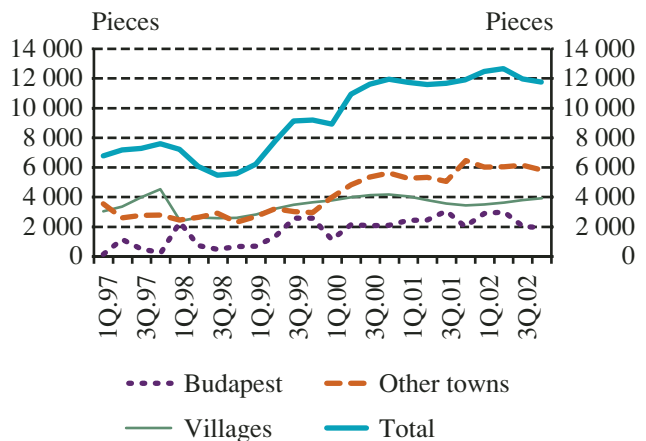 Pieces Pieces
14 000 14 000
12 000 12 000
10 000 10 000
8 000 8 000
6 000 6 000
4 000 4 000
2 000 2 000
0 0
1Q.97 3Q.97 1Q.98 3Q.98 1Q.99 3Q.99 1Q.00 3Q.00 1Q.01 3Q.01 1Q.02 3Q.02
Budapest Other towns
Villages Total